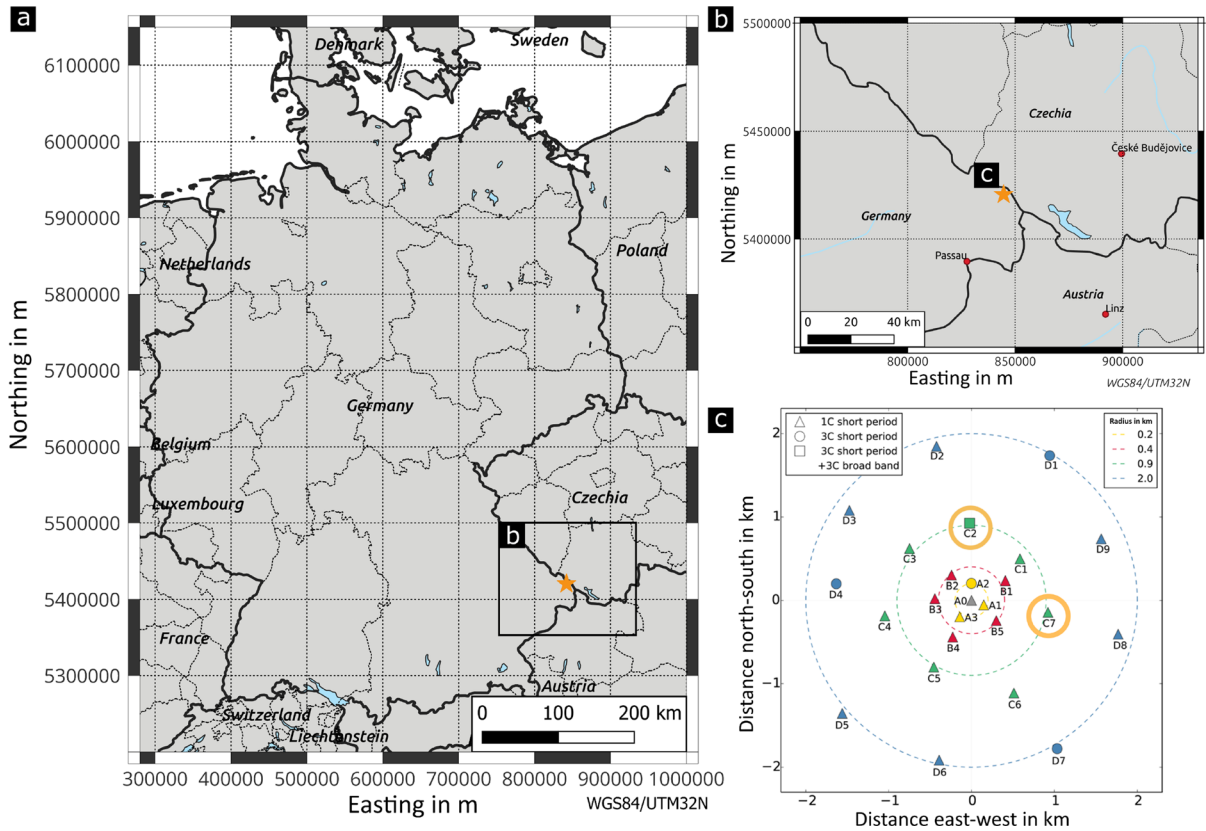 a
Denmark
Sweden
6100000
6000000
5900000
5800000
5700000
5600000
5500000
5400000
5300000
Northing in m
Netherlands
Poland
Germany
Belgium
Luxembourg
Czechia
b
France
Austria
Switzerland
Liechtenstein
0 100 200 km
300000 400000 500000 600000 700000 800000 900000 1000000
Easting in m
WGS84/UTM32N
b
5500000
5450000
5400000
Northing in m
Czechia
České Budějovice
C
Germany
Passau
Austria
Linz
0 20 40 km
800000 850000 900000
Easting in m
WGS84/UTM32N
c
1C short period
3C short period
3C short period
+3C broad band
Radius in km
0.2
0.4
0.9
2.0
D2
D1
D3
D9
C2
C3
C1
B2
A2
B1
D4
B3
A0
A1
A3
C7
C4
B5
B4
D8
C5
C6
D5
D6
D7
2
1
0
−1
−2
Distance north-south in km
−2 −1 0 1 2
Distance east-west in km